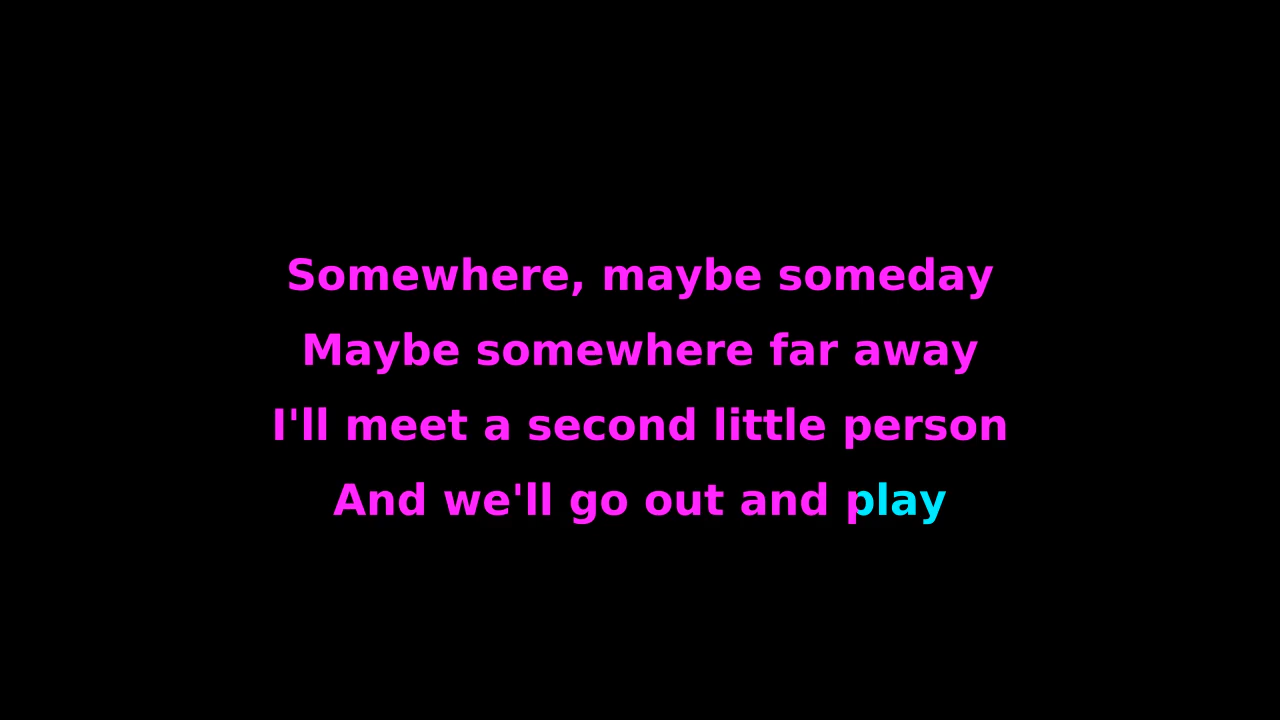 Somewhere, maybe someday
Maybe somewhere far away
I'll meet a second little person
And we'll go out and play